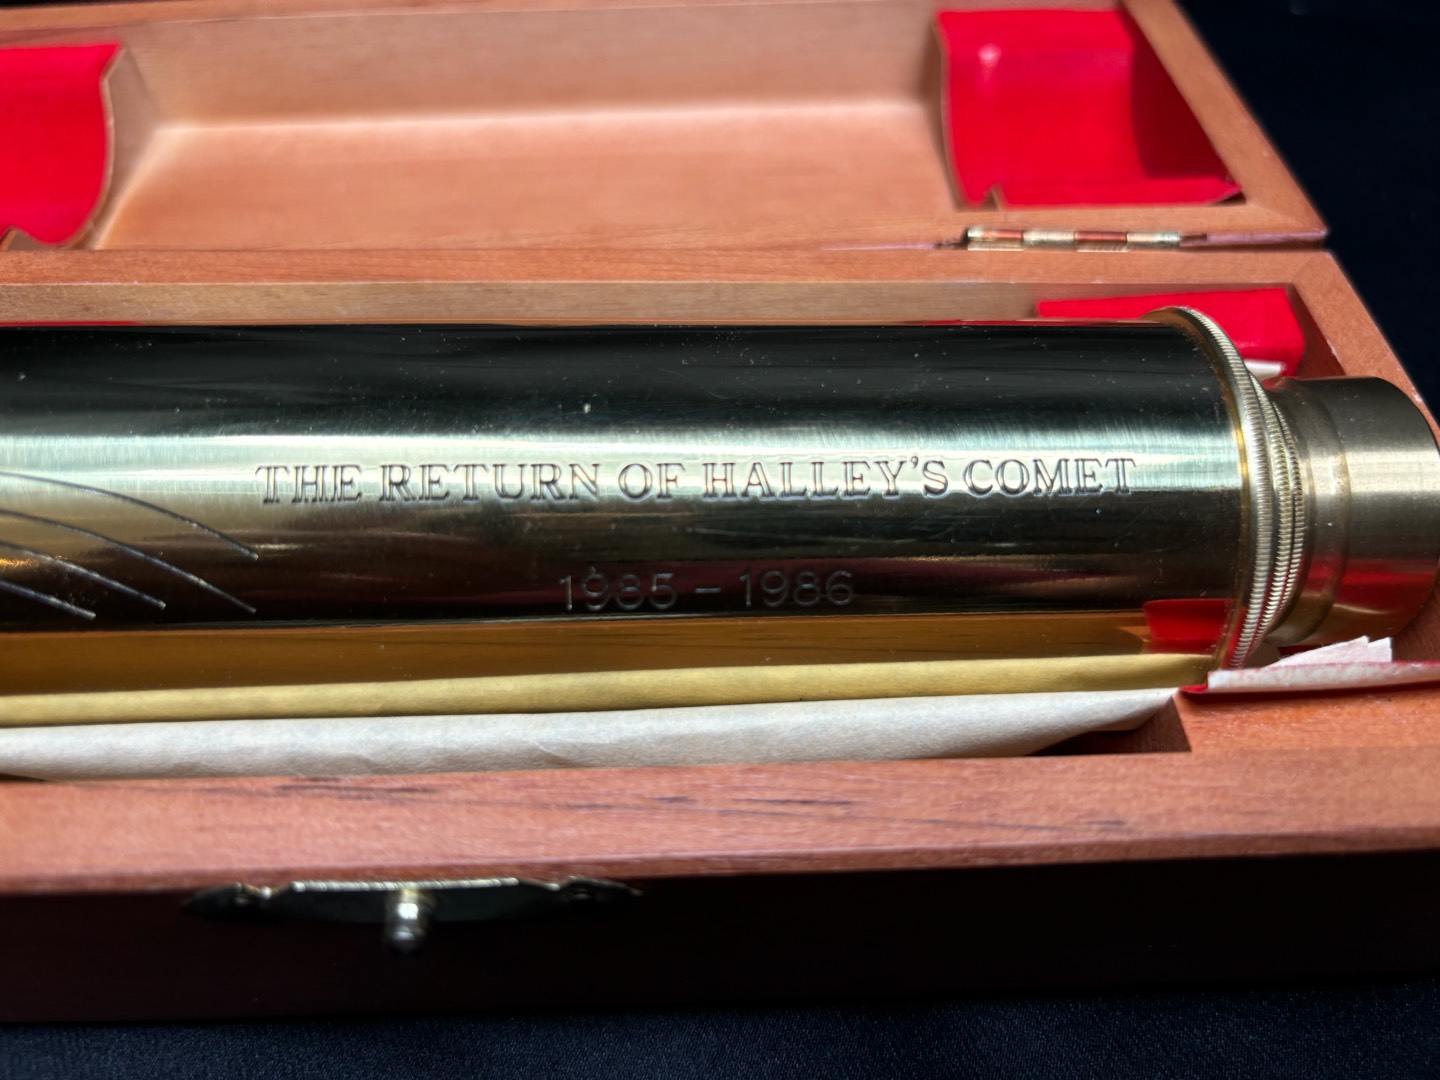 THE RETURN OF HALLEY'S COMET
1985 - 1986